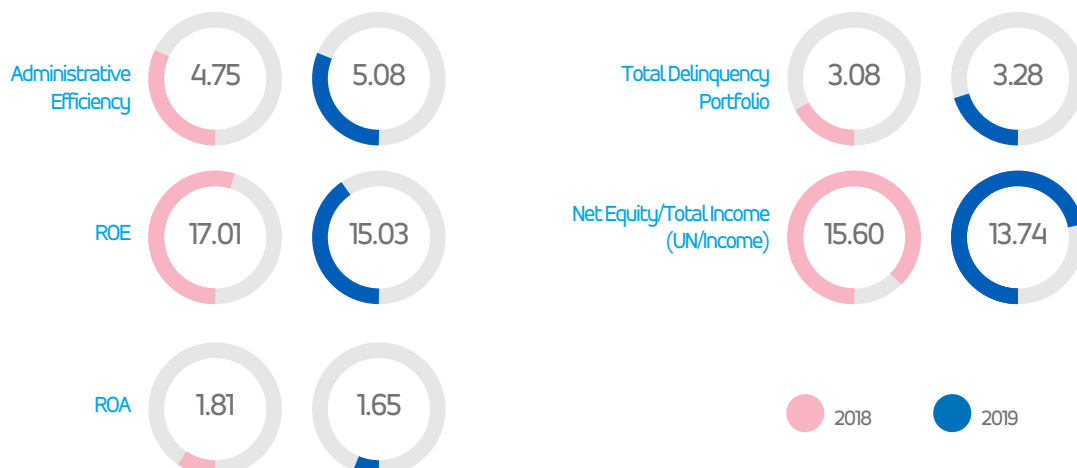 Administrative
Efficiency
4.75
5.08
Total Delinquency
Portfolio
3.08
3.28
ROE
17.01
15.03
Net Equity/Total Income
(UN/Income)
15.60
13.74
ROA
1.81
1.65
2018
2019